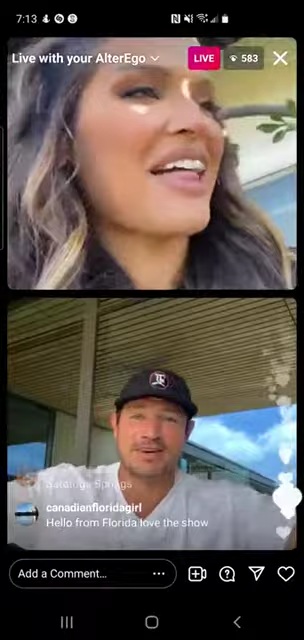 7:13
Live with your AlterEgo
LIVE
583
Saratoga Springs
canadianfloridagirl
Hello from Florida love the show
Add a Comment...